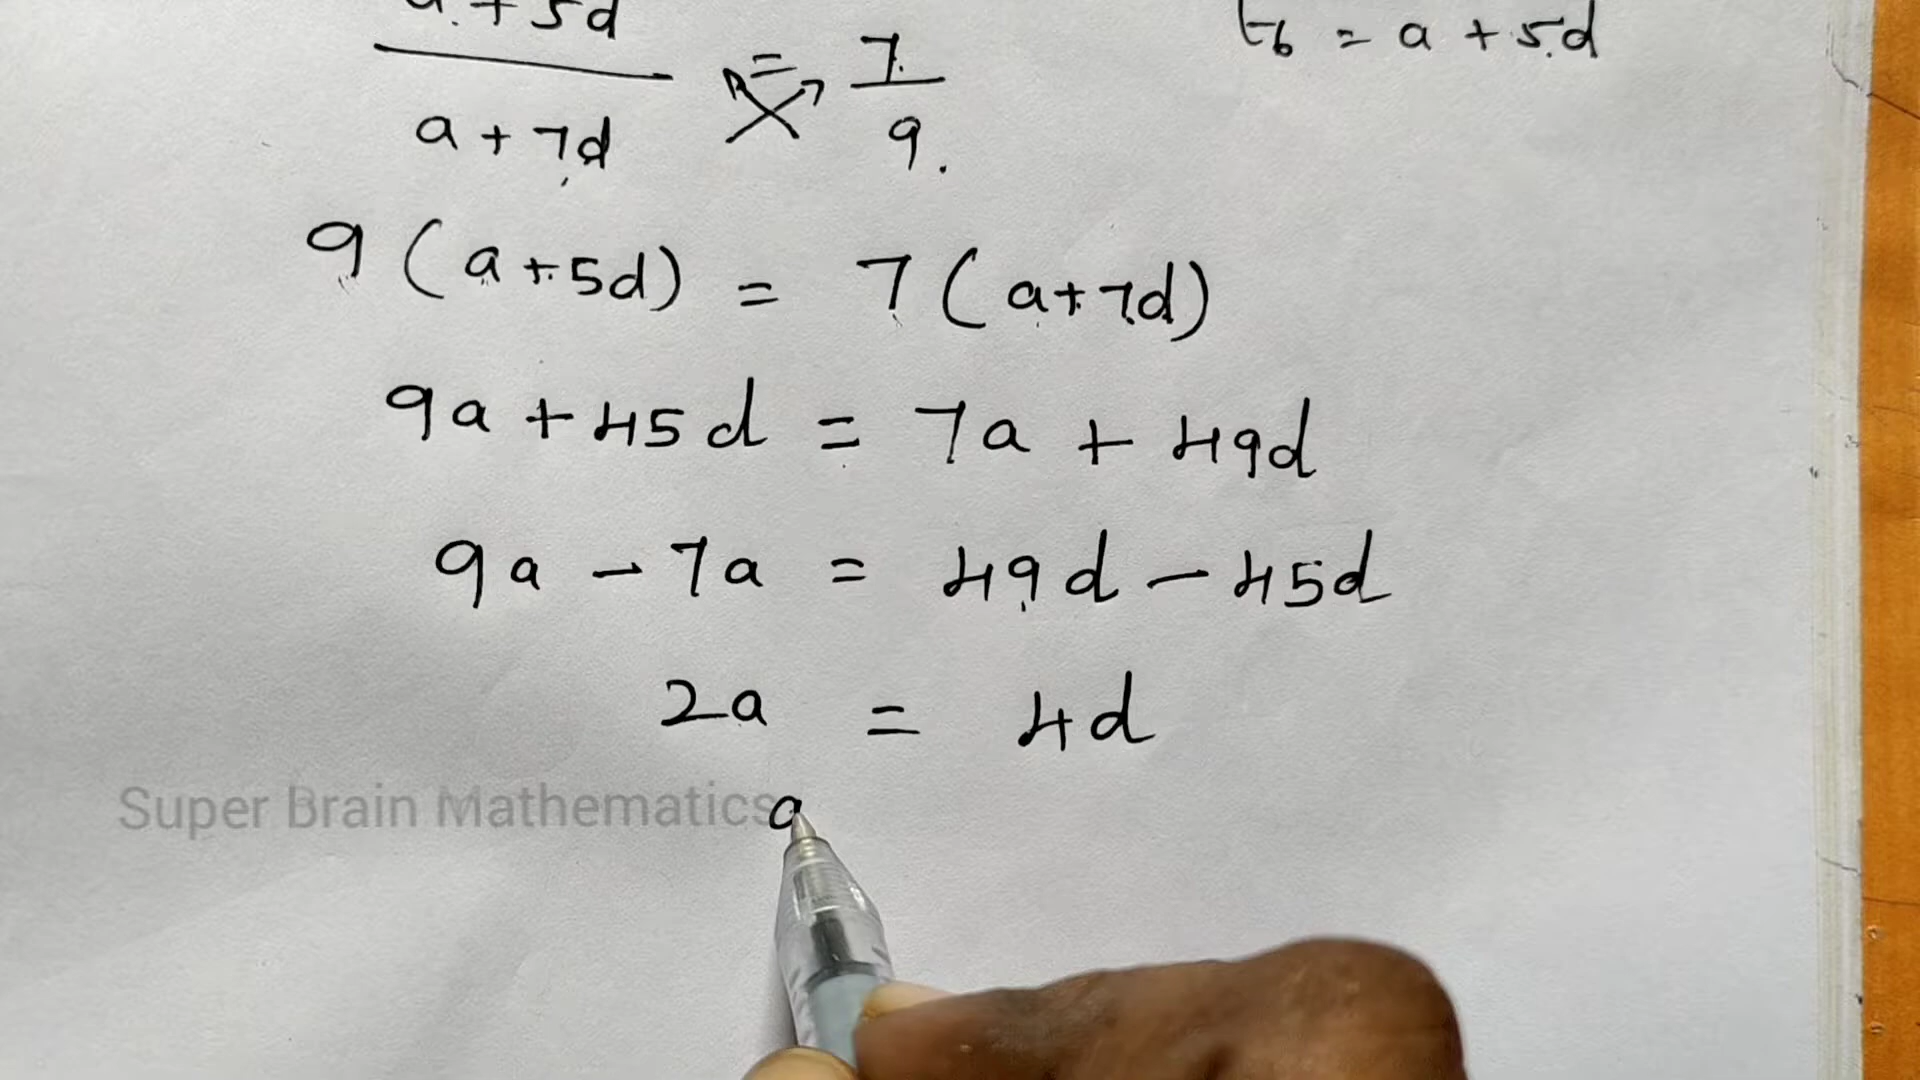 a + 5d
t6 = a + 5d
= 7
a + 7d 9.
9 ( a + 5d ) = 7 ( a + 7d )
9a + 45d = 7a + 49d
9a - 7a = 49d - 45d
2a = 4d
Super Brain Mathematics
a